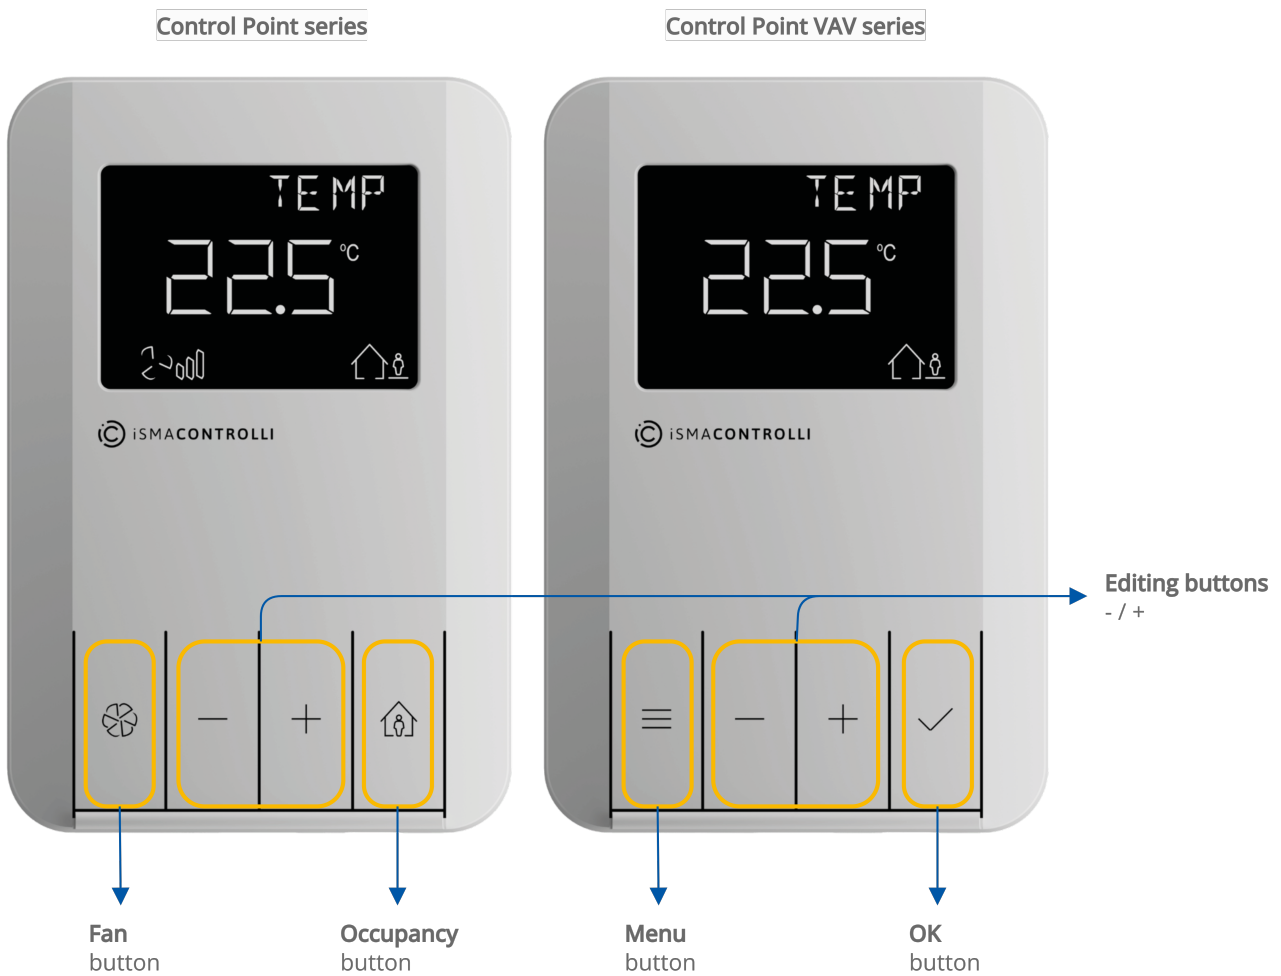 Control Point series
Control Point VAV series
TEMP
22.5 °C
iSMACONTROLLI
TEMP
22.5 °C
iSMACONTROLLI
Editing buttons
- / +
Fan
button
Occupancy
button
Menu
button
OK
button